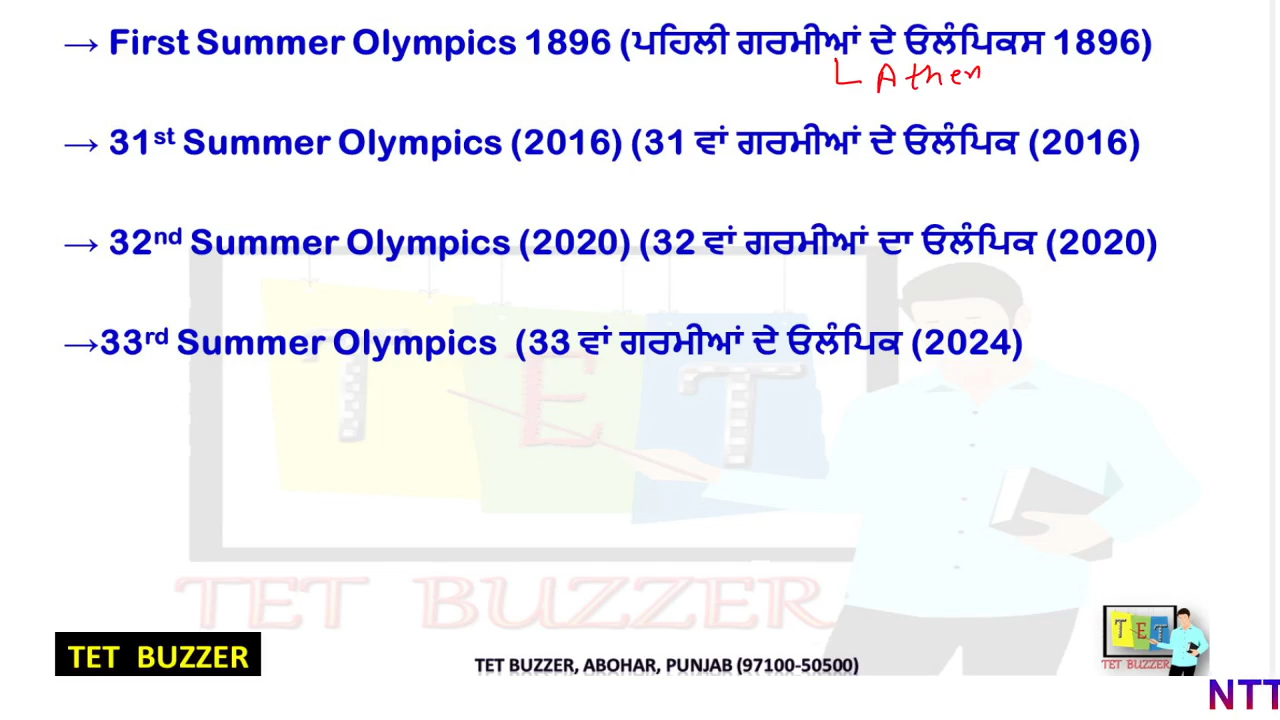 → First Summer Olympics 1896 (ਪਹਿਲੀ ਗਰਮੀਆਂ ਦੇ ਓਲੰਪਿਕਸ 1896)
Athen
→ 31st Summer Olympics (2016) (31 ਵਾਂ ਗਰਮੀਆਂ ਦੇ ਓਲੰਪਿਕ (2016)
→ 32nd Summer Olympics (2020) (32 ਵਾਂ ਗਰਮੀਆਂ ਦਾ ਓਲੰਪਿਕ (2020)
→33rd Summer Olympics (33 ਵਾਂ ਗਰਮੀਆਂ ਦੇ ਓਲੰਪਿਕ (2024)
TET
TET BUZZER
TET BUZZER
TET BUZZER, ABOHAR, PUNJAB (97100-50500)
TET
TET BUZZER
NTT